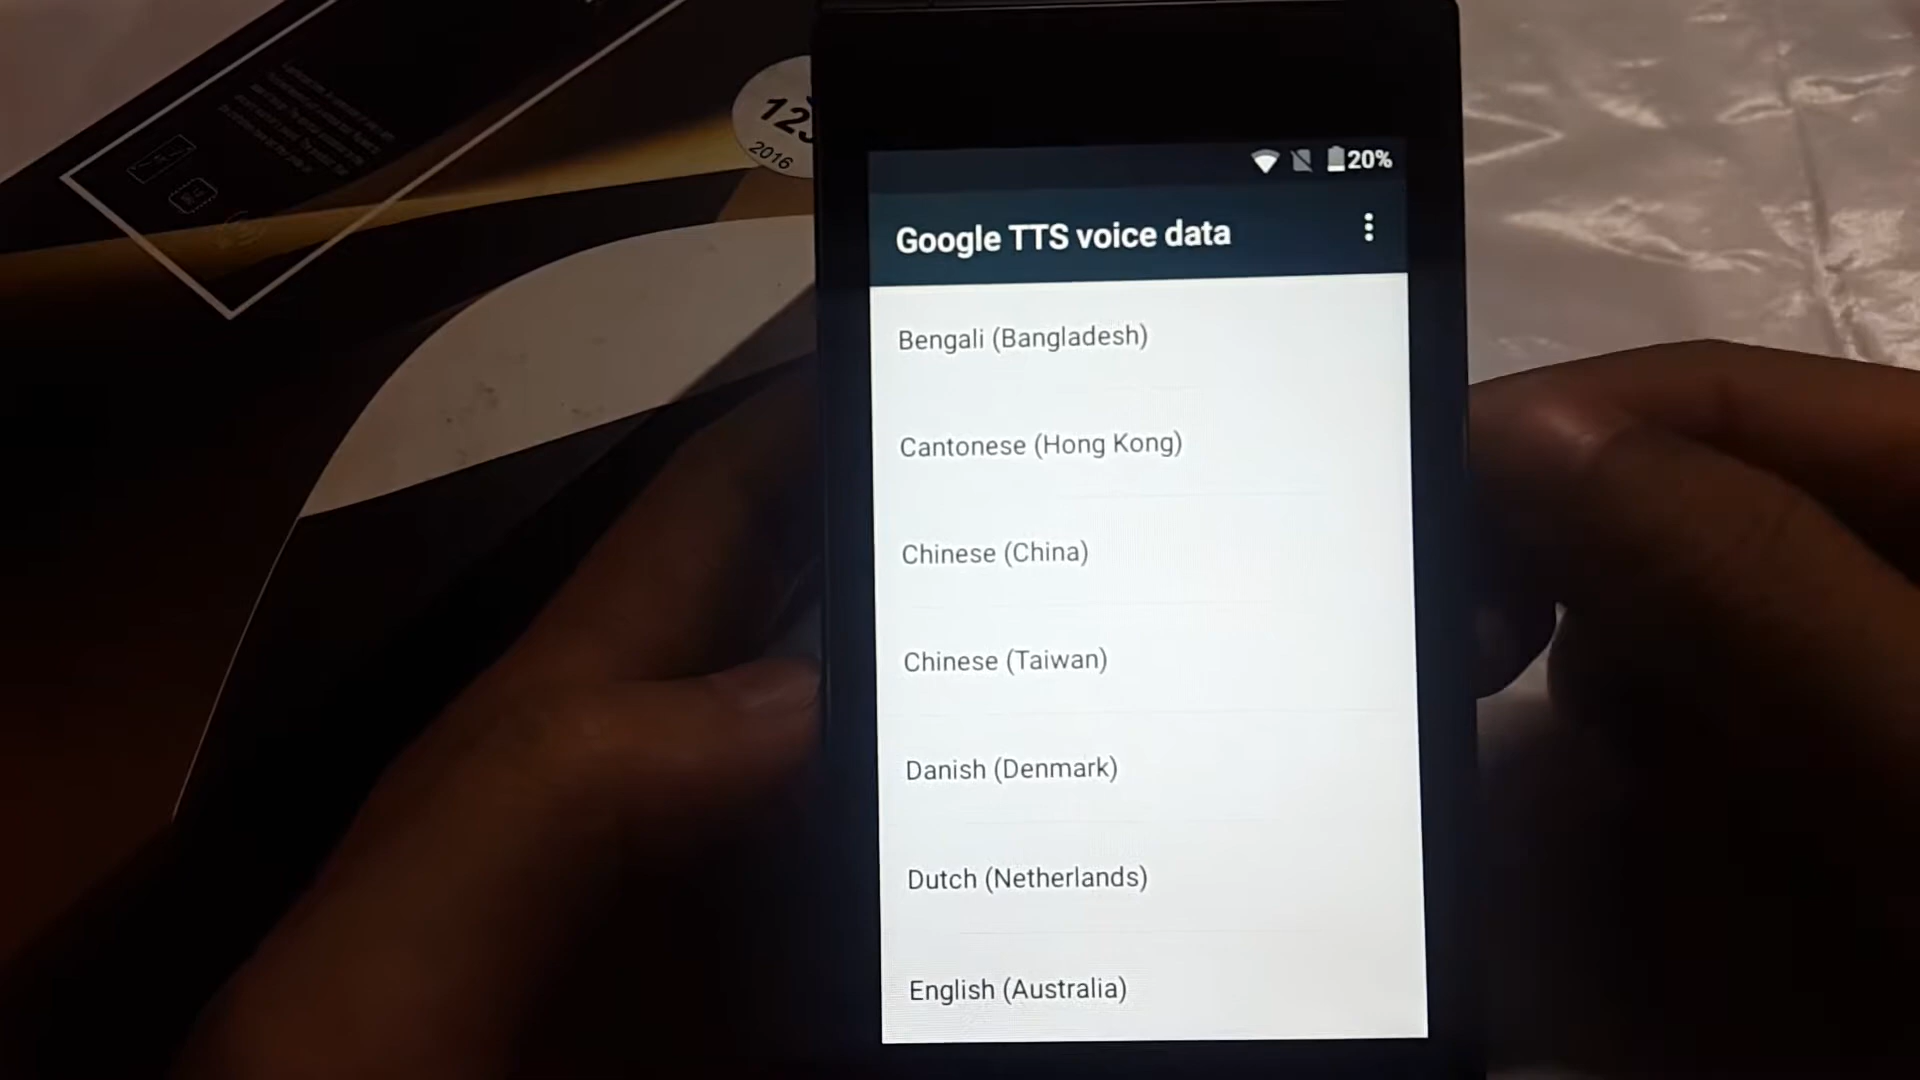 2016
20%
Google TTS voice data
Bengali (Bangladesh)
Cantonese (Hong Kong)
Chinese (China)
Chinese (Taiwan)
Danish (Denmark)
Dutch (Netherlands)
English (Australia)